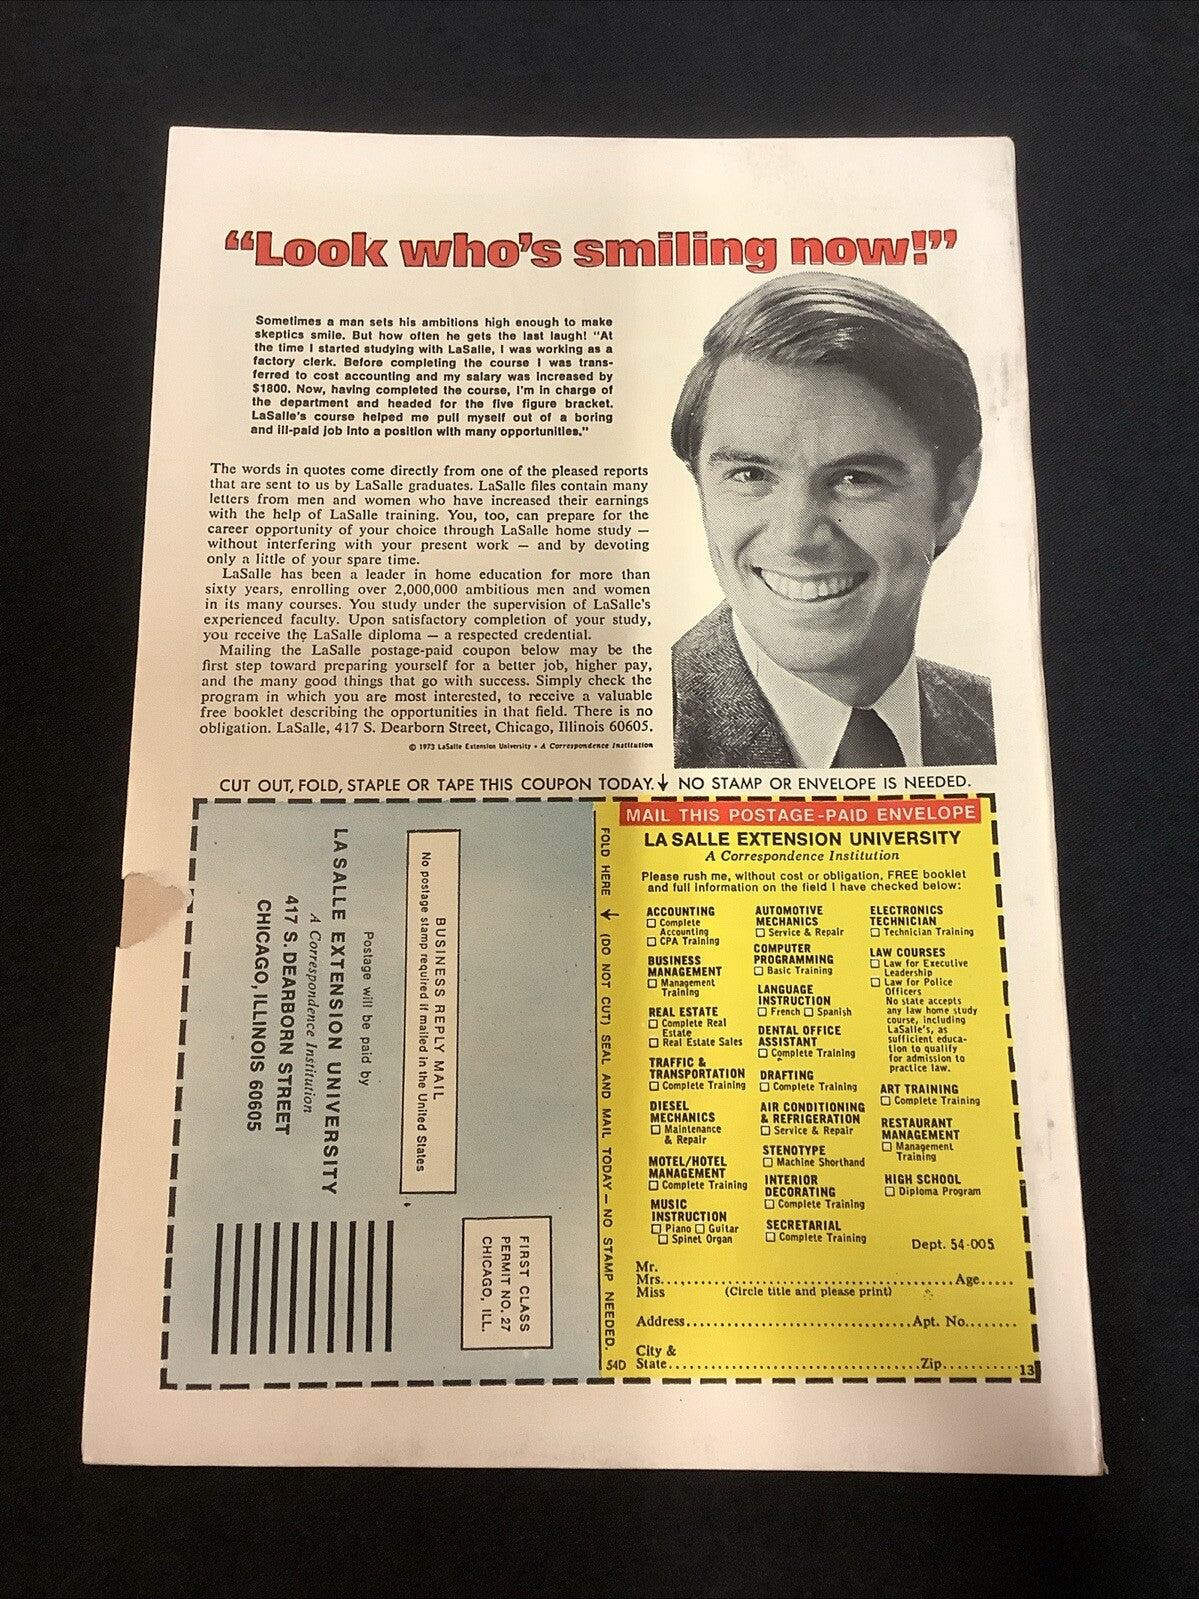 “Look who’s smiling now!”
Sometimes a man sets his ambitions high enough to make
skeptics smile. But how often he gets the last laugh! "At
the time I started studying with LaSalle, I was working as a
factory clerk. Before completing the course I was trans-
ferred to cost accounting and my salary was increased by
$1800. Now, having completed the course, I'm in charge of
the department and headed for the five figure bracket.
LaSalle's course helped me pull myself out of a boring
and ill-paid job into a position with many opportunities."
The words in quotes come directly from one of the pleased reports
that are sent to us by LaSalle graduates. LaSalle files contain many
letters from men and women who have increased their earnings
with the help of LaSalle training. You, too, can prepare for the
career opportunity of your choice through LaSalle home study —
without interfering with your present work — and by devoting
only a little of your spare time.
LaSalle has been a leader in home education for more than
sixty years, enrolling over 2,000,000 ambitious men and women
in its many courses. You study under the supervision of LaSalle's
experienced faculty. Upon satisfactory completion of your study,
you receive the LaSalle diploma — a respected credential.
Mailing the LaSalle postage-paid coupon below may be the
first step toward preparing yourself for a better job, higher pay,
and the many good things that go with success. Simply check the
program in which you are most interested, to receive a valuable
free booklet describing the opportunities in that field. There is no
obligation. LaSalle, 417 S. Dearborn Street, Chicago, Illinois 60605.
© 1973 LaSalle Extension University • A Correspondence Institution
CUT OUT, FOLD, STAPLE OR TAPE THIS COUPON TODAY. ↓ NO STAMP OR ENVELOPE IS NEEDED.
BUSINESS REPLY MAIL
No postage stamp required if mailed in the United States
Postage will be paid by
LA SALLE EXTENSION UNIVERSITY
A Correspondence Institution
417 S. DEARBORN STREET
CHICAGO, ILLINOIS 60605
FIRST CLASS
PERMIT NO. 27
CHICAGO, ILL.
FOLD HERE ↓ (DO NOT CUT) SEAL AND MAIL TODAY — NO STAMP NEEDED.
54D
MAIL THIS POSTAGE-PAID ENVELOPE
LA SALLE EXTENSION UNIVERSITY
A Correspondence Institution
Please rush me, without cost or obligation, FREE booklet
and full information on the field I have checked below:
ACCOUNTING
☐ Complete
Accounting
☐ CPA Training
BUSINESS
MANAGEMENT
☐ Management
Training
REAL ESTATE
☐ Complete Real
Estate
☐ Real Estate Sales
TRAFFIC &
TRANSPORTATION
☐ Complete Training
DIESEL
MECHANICS
☐ Maintenance
& Repair
MOTEL/HOTEL
MANAGEMENT
☐ Complete Training
MUSIC
INSTRUCTION
☐ Piano ☐ Guitar
☐ Spinet Organ
AUTOMOTIVE
MECHANICS
☐ Service & Repair
COMPUTER
PROGRAMMING
☐ Basic Training
LANGUAGE
INSTRUCTION
☐ French ☐ Spanish
DENTAL OFFICE
ASSISTANT
☐ Complete Training
DRAFTING
☐ Complete Training
AIR CONDITIONING
& REFRIGERATION
☐ Service & Repair
STENOTYPE
☐ Machine Shorthand
INTERIOR
DECORATING
☐ Complete Training
SECRETARIAL
☐ Complete Training
ELECTRONICS
TECHNICIAN
☐ Technician Training
LAW COURSES
☐ Law for Executive
Leadership
☐ Law for Police
Officers
No state accepts
any law home study
course, including
LaSalle's, as
sufficient educa-
tion to qualify
for admission to
practice law.
ART TRAINING
☐ Complete Training
RESTAURANT
MANAGEMENT
☐ Management
Training
HIGH SCHOOL
☐ Diploma Program
Dept. 54-005
Mr.
Mrs. Age
Miss (Circle title and please print)
Address Apt. No.
City &
State Zip
13